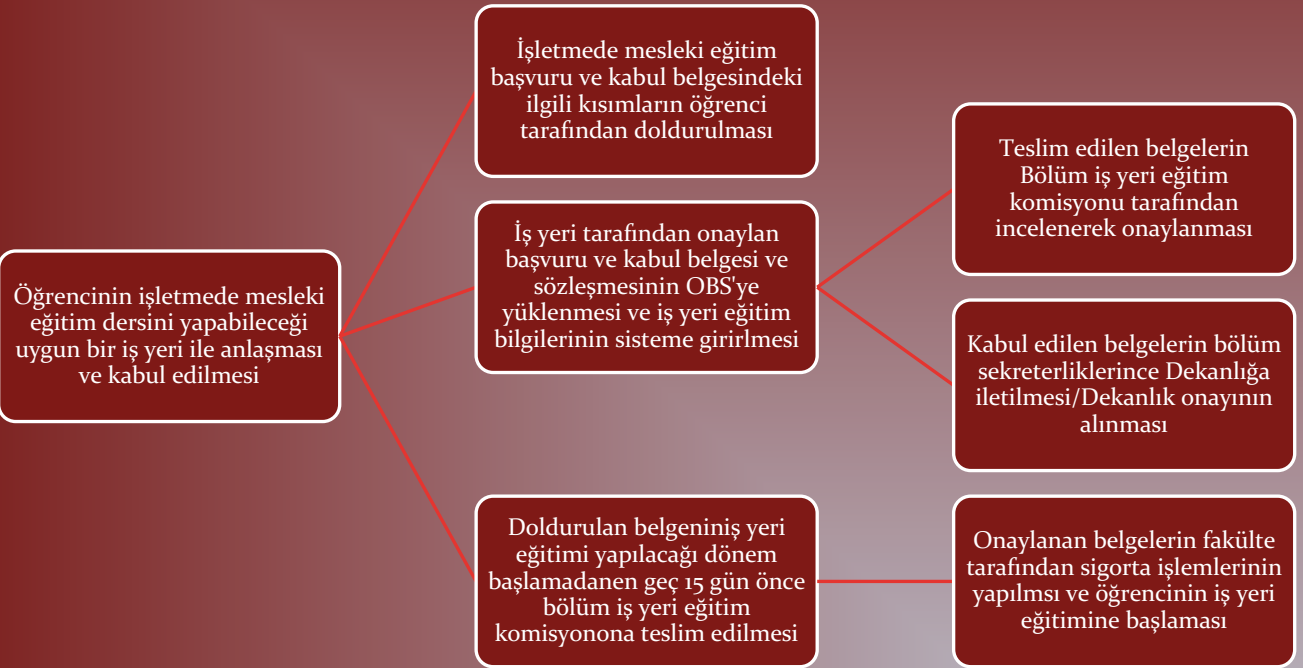 Öğrencinin işletmede mesleki
eğitim dersini yapabileceği
uygun bir iş yeri ile anlaşması
ve kabul edilmesi
İşletmede mesleki eğitim
başvuru ve kabul belgesindeki
ilgili kısımların öğrenci
tarafından doldurulması
İş yeri tarafından onaylan
başvuru ve kabul belgesi ve
sözleşmesinin OBS'ye
yüklenmesi ve iş yeri eğitim
bilgilerinin sisteme girirlmesi
Teslim edilen belgelerin
Bölüm iş yeri eğitim
komisyonu tarafından
incelenerek onaylanması
Kabul edilen belgelerin bölüm
sekreterliklerince Dekanlığa
iletilmesi/Dekanlık onayının
alınması
Doldurulan belgeniniş yeri
eğitimi yapılacağı dönem
başlamadanen geç 15 gün önce
bölüm iş yeri eğitim
komisyonona teslim edilmesi
Onaylanan belgelerin fakülte
tarafından sigorta işlemlerinin
yapılmsı ve öğrencinin iş yeri
eğitimine başlaması